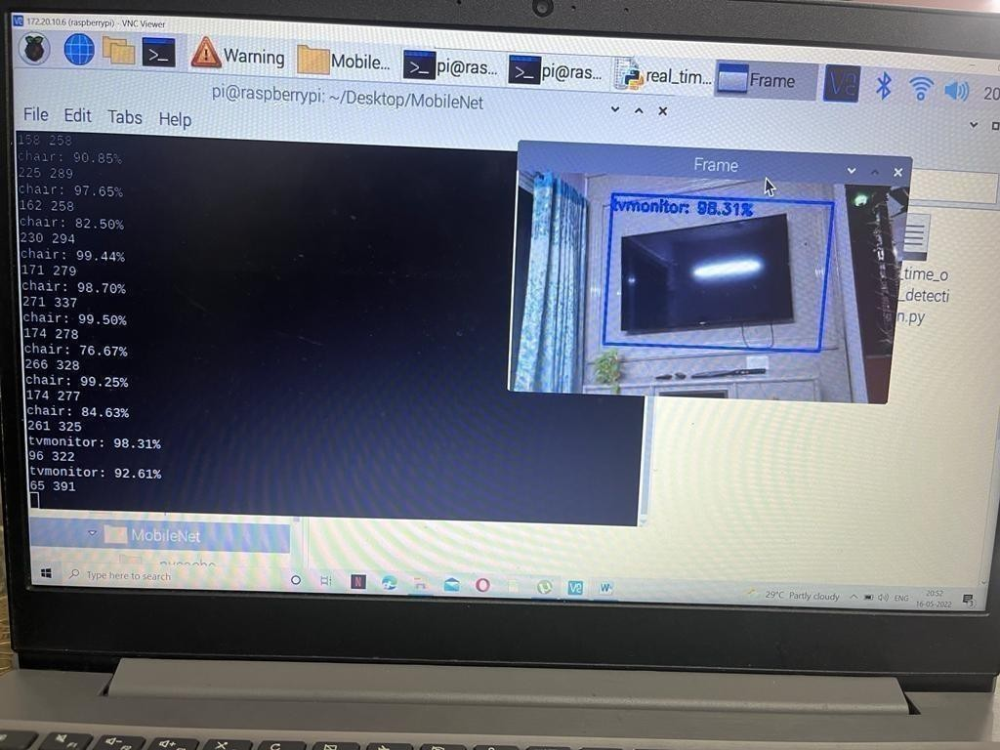 172.20.10.6 (raspberrypi) - VNC Viewer
Warning
Mobile...
pi@ras...
pi@ras...
real_tim...
Frame
20
pi@raspberrypi: ~/Desktop/MobileNet
File Edit Tabs Help
158 258
chair: 90.85%
225 289
chair: 97.65%
162 258
chair: 82.50%
230 294
chair: 99.44%
171 279
chair: 98.70%
271 337
chair: 99.50%
174 278
chair: 76.67%
266 328
chair: 99.25%
174 277
chair: 84.63%
261 325
tvmonitor: 98.31%
96 322
tvmonitor: 92.61%
65 391
Frame
tvmonitor: 98.31%
_time_o
_detecti
n.py
MobileNet
Type here to search
29°C Partly cloudy
ENG
20:52
16-05-2022